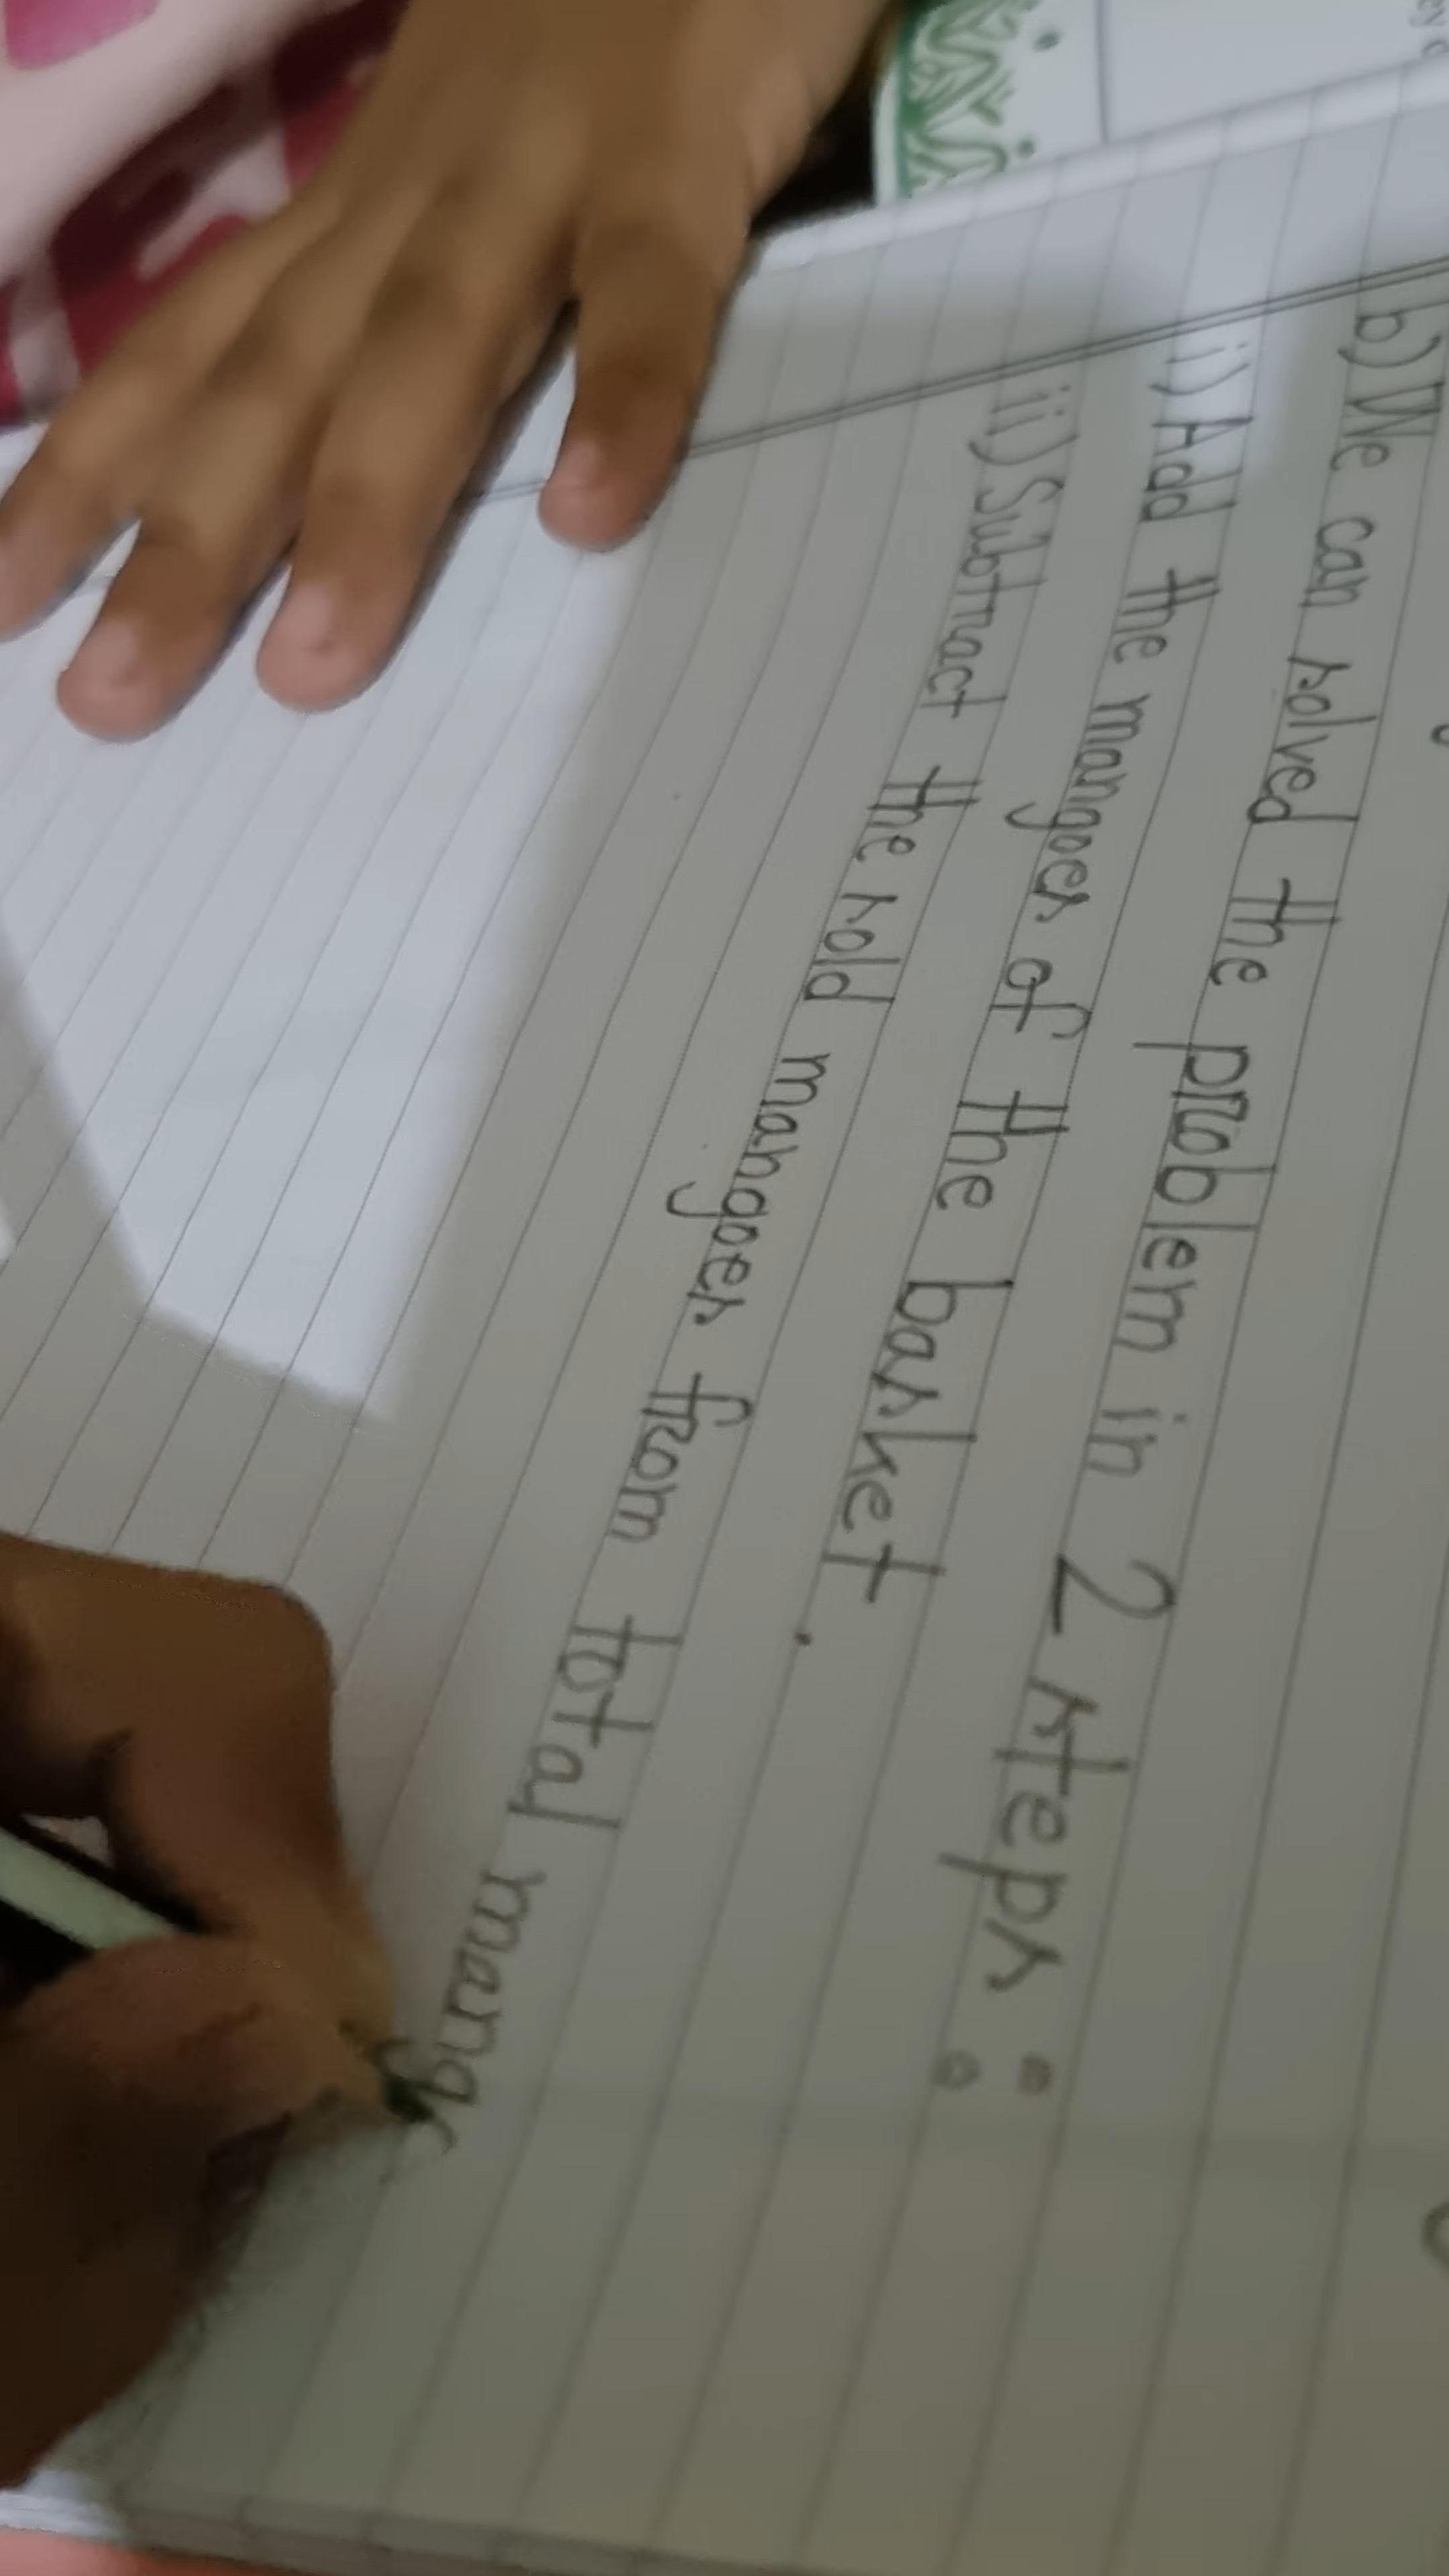 b) We can solved the problem in 2 steps :
i) Add the mangoes of the basket.
ii) Subtract the sold mangoes from total mang